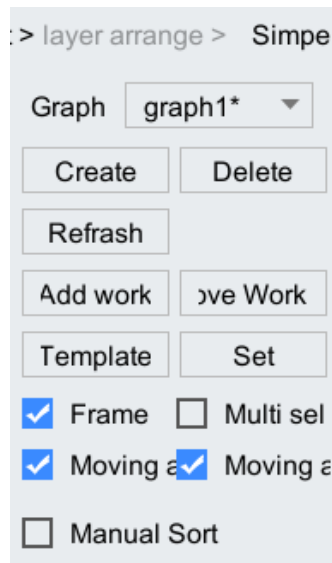 > layer arrange > Simpe
Graph graph1*
Create Delete
Refrash
Add work ove Work
Template Set
Frame Multi sel
Moving a Moving a
Manual Sort